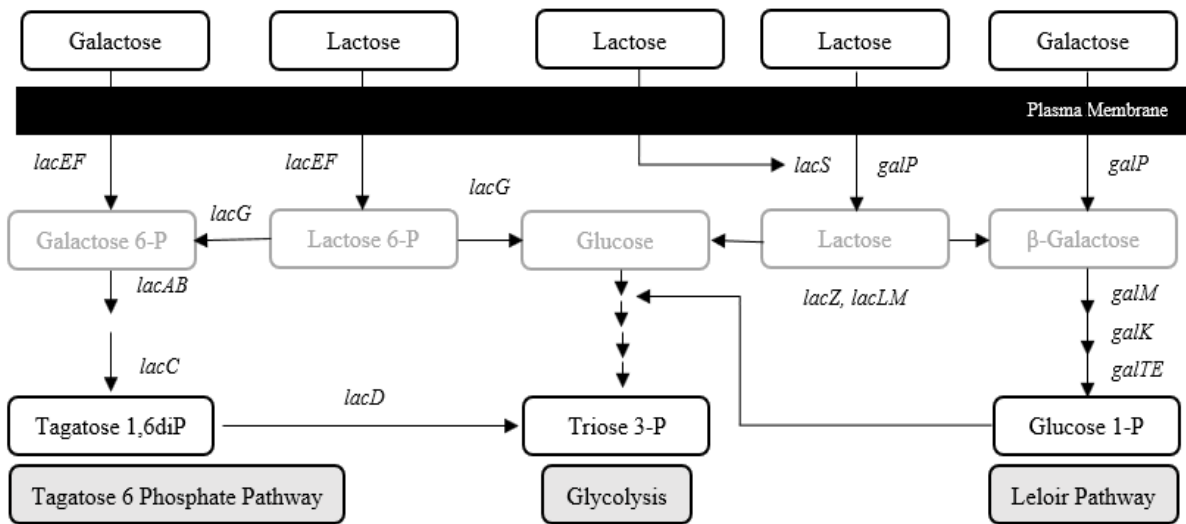 Galactose
Lactose
Lactose
Lactose
Galactose
Plasma Membrane
lacEF
lacEF
lacG
lacS
galP
galP
lacG
Galactose 6-P
Lactose 6-P
Glucose
Lactose
β-Galactose
lacAB
lacZ, lacLM
galM
galK
lacC
galTE
lacD
Tagatose 1,6diP
Triose 3-P
Glucose 1-P
Tagatose 6 Phosphate Pathway
Glycolysis
Leloir Pathway